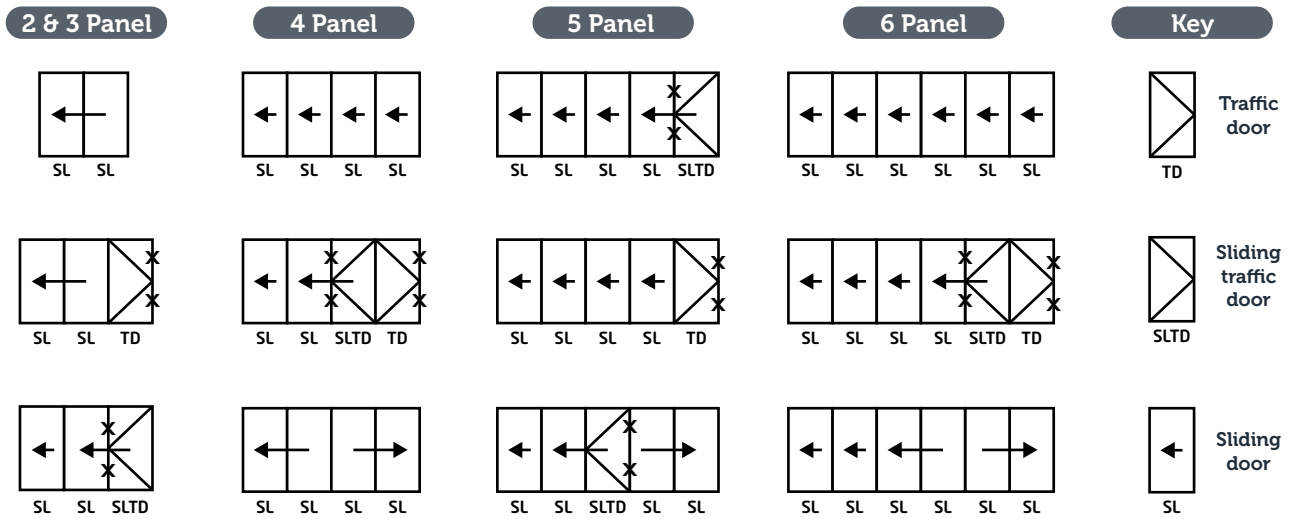 2 & 3 Panel
4 Panel
5 Panel
6 Panel
Key
SL SL
SL SL SL SL
SL SL SL SL SLTD
SL SL SL SL SL SL
TD
Traffic
door
SL SL TD
SL SL SLTD TD
SL SL SL SL TD
SL SL SL SL SLTD TD
SLTD
Sliding
traffic
door
SL SL SLTD
SL SL SL SL
SL SL SLTD SL SL
SL SL SL SL SL SL
SL
Sliding
door